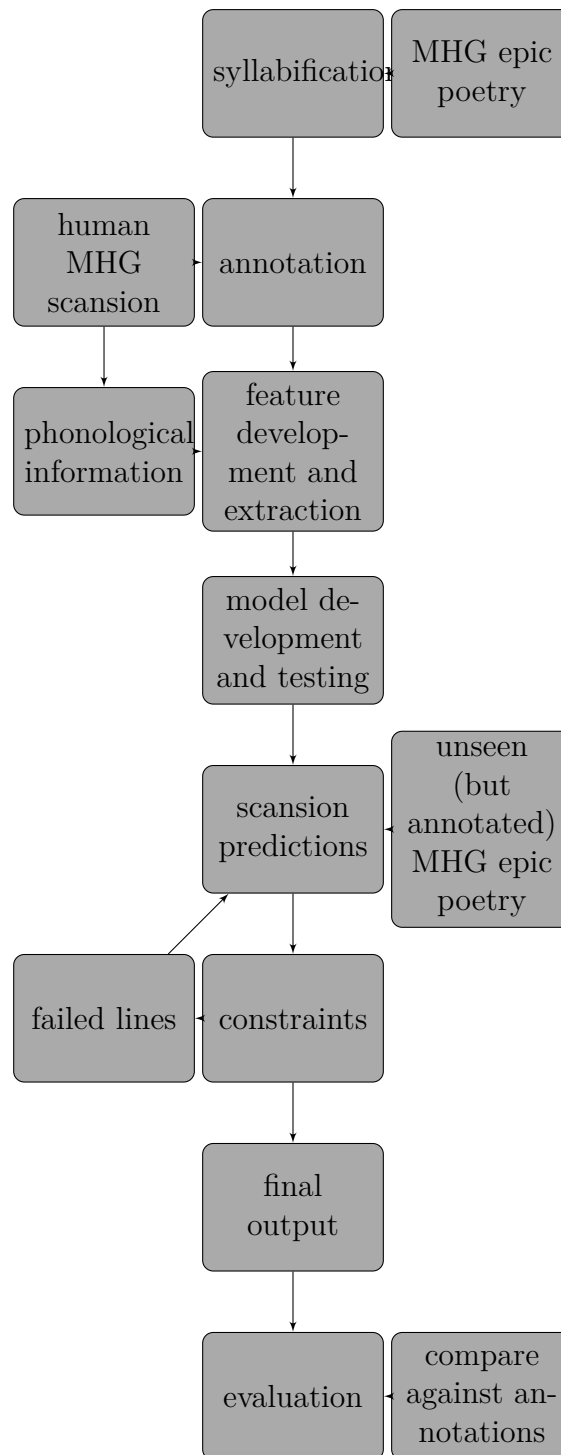 syllabification
MHG epic
poetry
human
MHG
scansion
annotation
phonological
information
feature
develop-
ment and
extraction
model de-
velopment
and testing
scansion
predictions
unseen
(but
annotated)
MHG epic
poetry
failed lines
constraints
final
output
evaluation
compare
against an-
notations